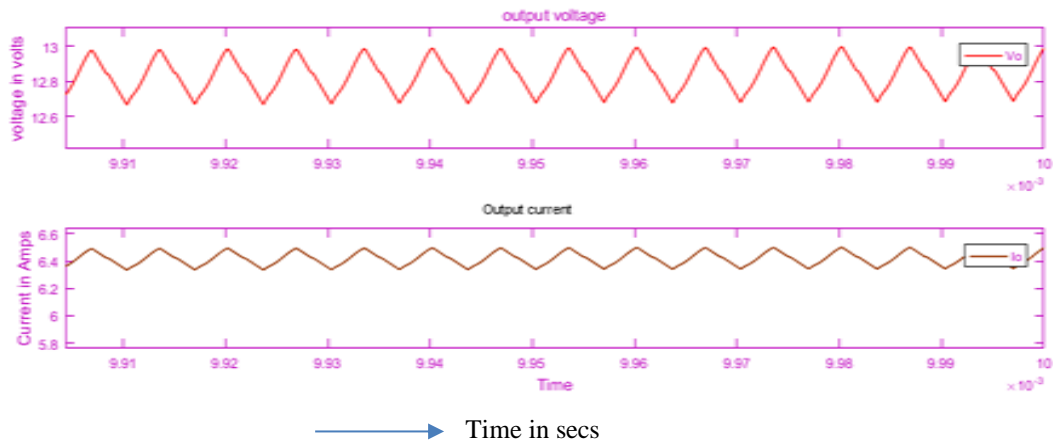 output voltage
voltage in volts
13
12.8
12.6
Vo
9.91 9.92 9.93 9.94 9.95 9.96 9.97 9.98 9.99 10
×10⁻³
Output current
Current in Amps
6.6
6.4
6.2
6
5.8
Io
9.91 9.92 9.93 9.94 9.95 9.96 9.97 9.98 9.99 10
Time
×10⁻³
Time in secs